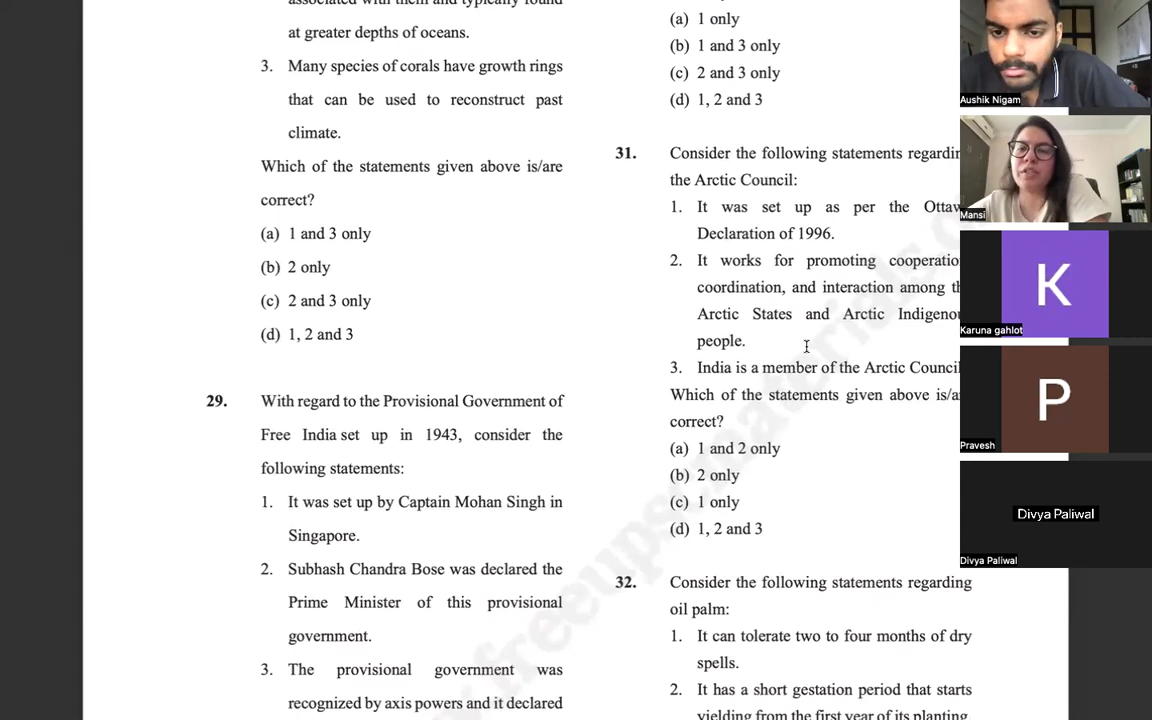 associated with them and typically found
at greater depths of oceans.
3. Many species of corals have growth rings
that can be used to reconstruct past
climate.
Which of the statements given above is/are
correct?
(a) 1 and 3 only
(b) 2 only
(c) 2 and 3 only
(d) 1, 2 and 3
29. With regard to the Provisional Government of
Free India set up in 1943, consider the
following statements:
1. It was set up by Captain Mohan Singh in
Singapore.
2. Subhash Chandra Bose was declared the
Prime Minister of this provisional
government.
3. The provisional government was
recognized by axis powers and it declared
(a) 1 only
(b) 1 and 3 only
(c) 2 and 3 only
(d) 1, 2 and 3
31. Consider the following statements regardin
the Arctic Council:
1. It was set up as per the Ottaw
Declaration of 1996.
2. It works for promoting cooperatio
coordination, and interaction among th
Arctic States and Arctic Indigenou
people.
3. India is a member of the Arctic Council
Which of the statements given above is/a
correct?
(a) 1 and 2 only
(b) 2 only
(c) 1 only
(d) 1, 2 and 3
32. Consider the following statements regarding
oil palm:
1. It can tolerate two to four months of dry
spells.
2. It has a short gestation period that starts
yielding from the first year of its planting.
Aushik Nigam
Mansi
K
Karuna gahlot
P
Pravesh
Divya Paliwal
Divya Paliwal